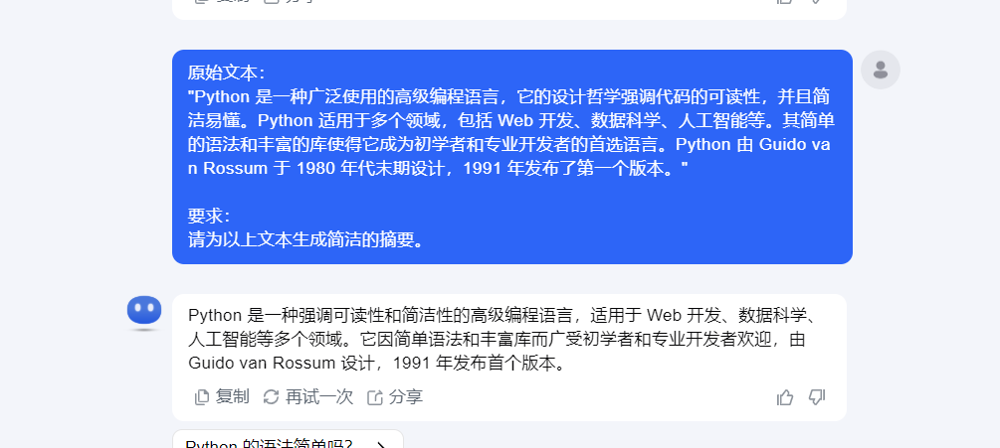 复制 分享
原始文本：
"Python 是一种广泛使用的高级编程语言，它的设计哲学强调代码的可读性，并且简
洁易懂。Python 适用于多个领域，包括 Web 开发、数据科学、人工智能等。其简单
的语法和丰富的库使得它成为初学者和专业开发者的首选语言。Python 由 Guido va
n Rossum 于 1980 年代末期设计，1991 年发布了第一个版本。"
要求：
请为以上文本生成简洁的摘要。
Python 是一种强调可读性和简洁性的高级编程语言，适用于 Web 开发、数据科学、
人工智能等多个领域。它因简单语法和丰富库而广受初学者和专业开发者欢迎，由
Guido van Rossum 设计，1991 年发布首个版本。
复制 再试一次 分享
Python 的语法简单吗？